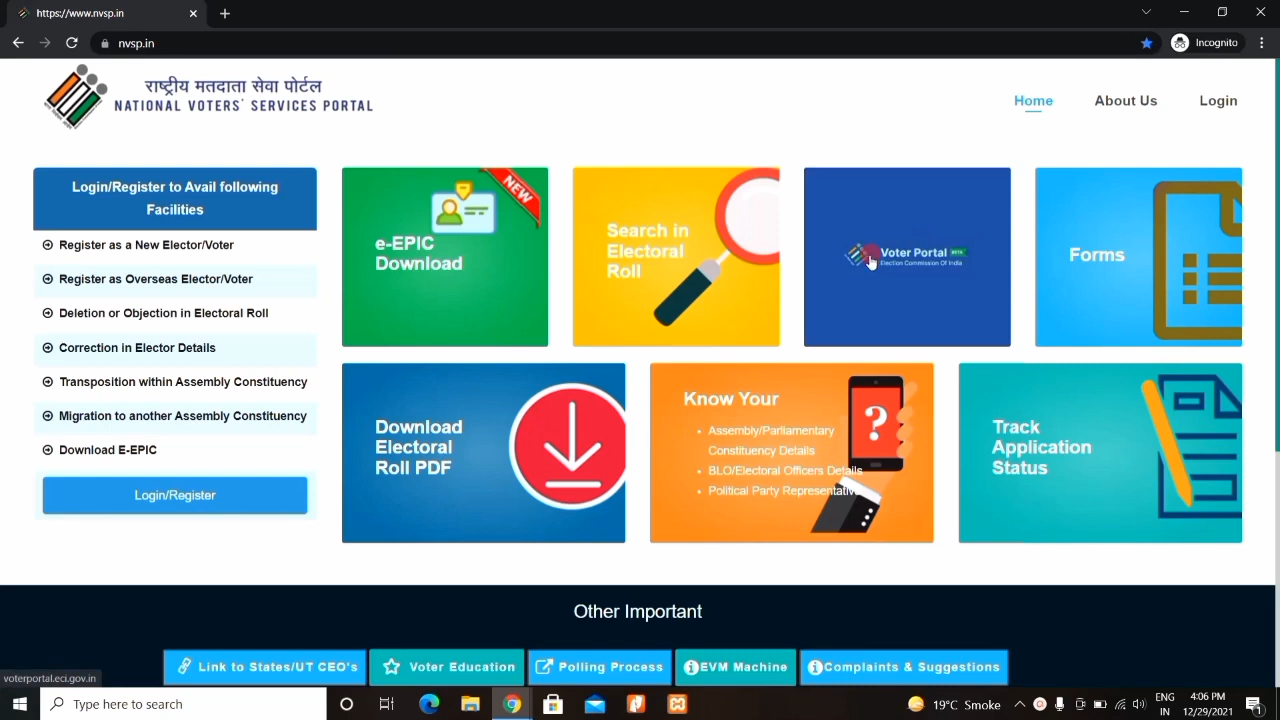 https://www.nvsp.in
nvsp.in
Incognito
राष्ट्रीय मतदाता सेवा पोर्टल
NATIONAL VOTERS' SERVICES PORTAL
Home
About Us
Login
Login/Register to Avail following
Facilities
Register as a New Elector/Voter
Register as Overseas Elector/Voter
Deletion or Objection in Electoral Roll
Correction in Elector Details
Transposition within Assembly Constituency
Migration to another Assembly Constituency
Download E-EPIC
Login/Register
NEW
e-EPIC
Download
Search in
Electoral
Roll
Voter Portal BETA
Election Commission Of India
Forms
Download
Electoral
Roll PDF
Know Your
Assembly/Parliamentary
Constituency Details
BLO/Electoral Officers Details
Political Party Representative
?
Track
Application
Status
Other Important
Link to States/UT CEO's
Voter Education
Polling Process
EVM Machine
Complaints & Suggestions
voterportal.eci.gov.in
Type here to search
19°C Smoke
ENG
IN
4:06 PM
12/29/2021
1